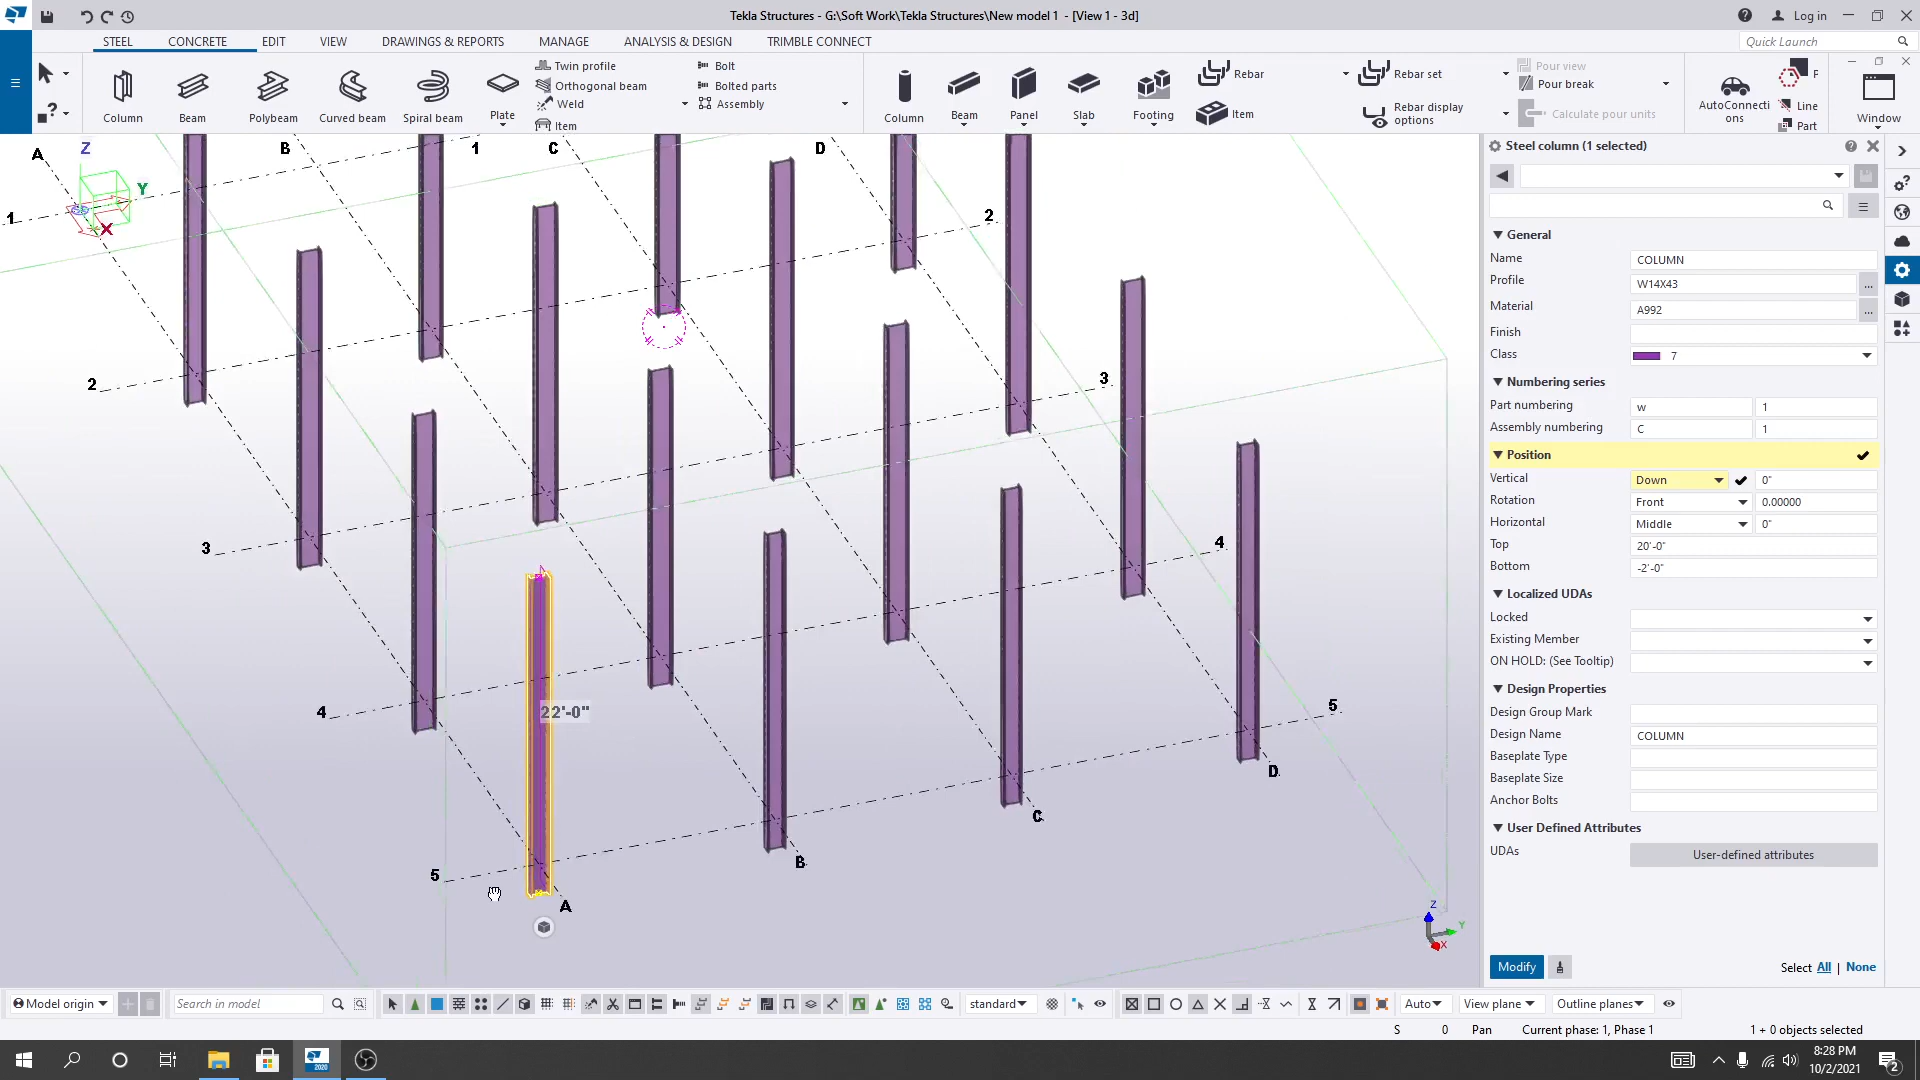 Tekla Structures - G:\Soft Work\Tekla Structures\New model 1 - [View 1 - 3d]
Log in
STEEL CONCRETE EDIT VIEW DRAWINGS & REPORTS MANAGE ANALYSIS & DESIGN TRIMBLE CONNECT
Quick Launch
Column Beam Polybeam Curved beam Spiral beam Plate
Twin profile
Orthogonal beam
Weld
Item
Bolt
Bolted parts
Assembly
Column Beam Panel Slab Footing
Rebar
Item
Rebar set
Rebar display
options
Pour view
Pour break
Calculate pour units
AutoConnecti
ons
P
Line
Part
Window
A Z B 1 C D
Y
X
1
2
2
3
3
4
4
5
5
22'-0"
A
B
C
D
Z
Y
X
Steel column (1 selected)
General
Name COLUMN
Profile W14X43 ...
Material A992 ...
Finish
Class 7
Numbering series
Part numbering w 1
Assembly numbering C 1
Position
Vertical Down 0"
Rotation Front 0.00000
Horizontal Middle 0"
Top 20'-0"
Bottom -2'-0"
Localized UDAs
Locked
Existing Member
ON HOLD: (See Tooltip)
Design Properties
Design Group Mark
Design Name COLUMN
Baseplate Type
Baseplate Size
Anchor Bolts
User Defined Attributes
UDAs User-defined attributes
Modify Select All | None
Model origin Search in model standard Auto View plane Outline planes
S 0 Pan Current phase: 1, Phase 1 1 + 0 objects selected
2020
8:28 PM
10/2/2021
2